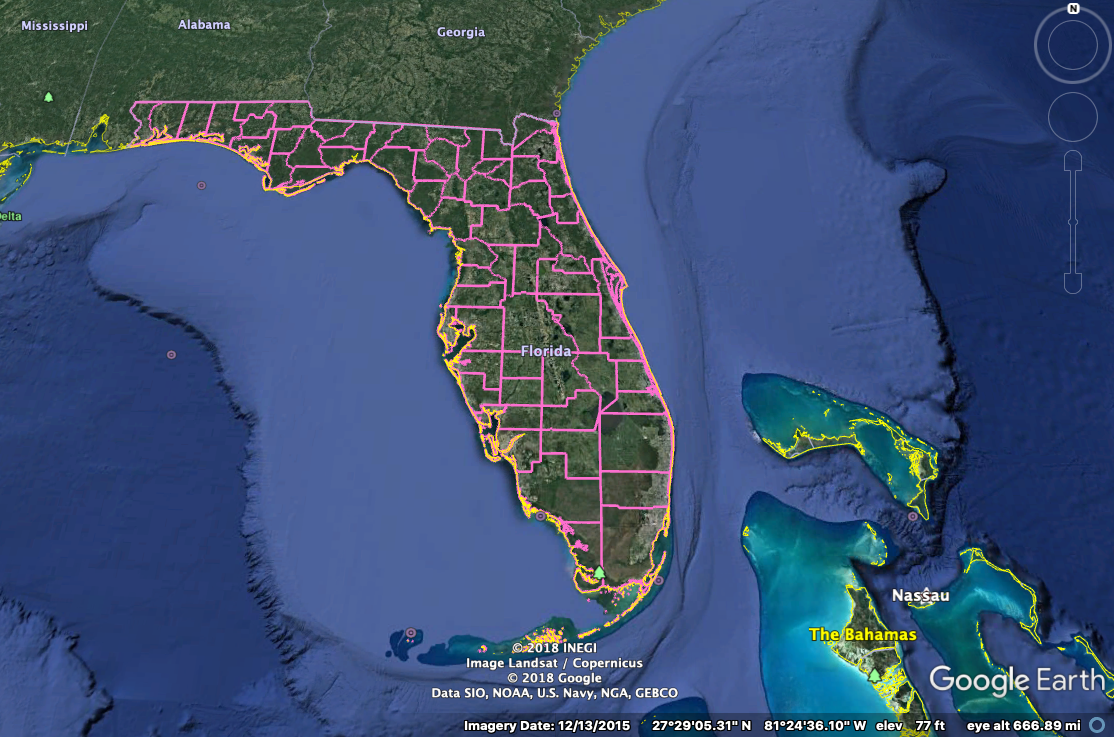 Mississippi
Alabama
Georgia
N
elta
Florida
Nassau
The Bahamas
© 2018 INEGI
Image Landsat / Copernicus
© 2018 Google
Data SIO, NOAA, U.S. Navy, NGA, GEBCO
Google Earth
Imagery Date: 12/13/2015 27°29'05.31" N 81°24'36.10" W elev 77 ft eye alt 666.89 mi